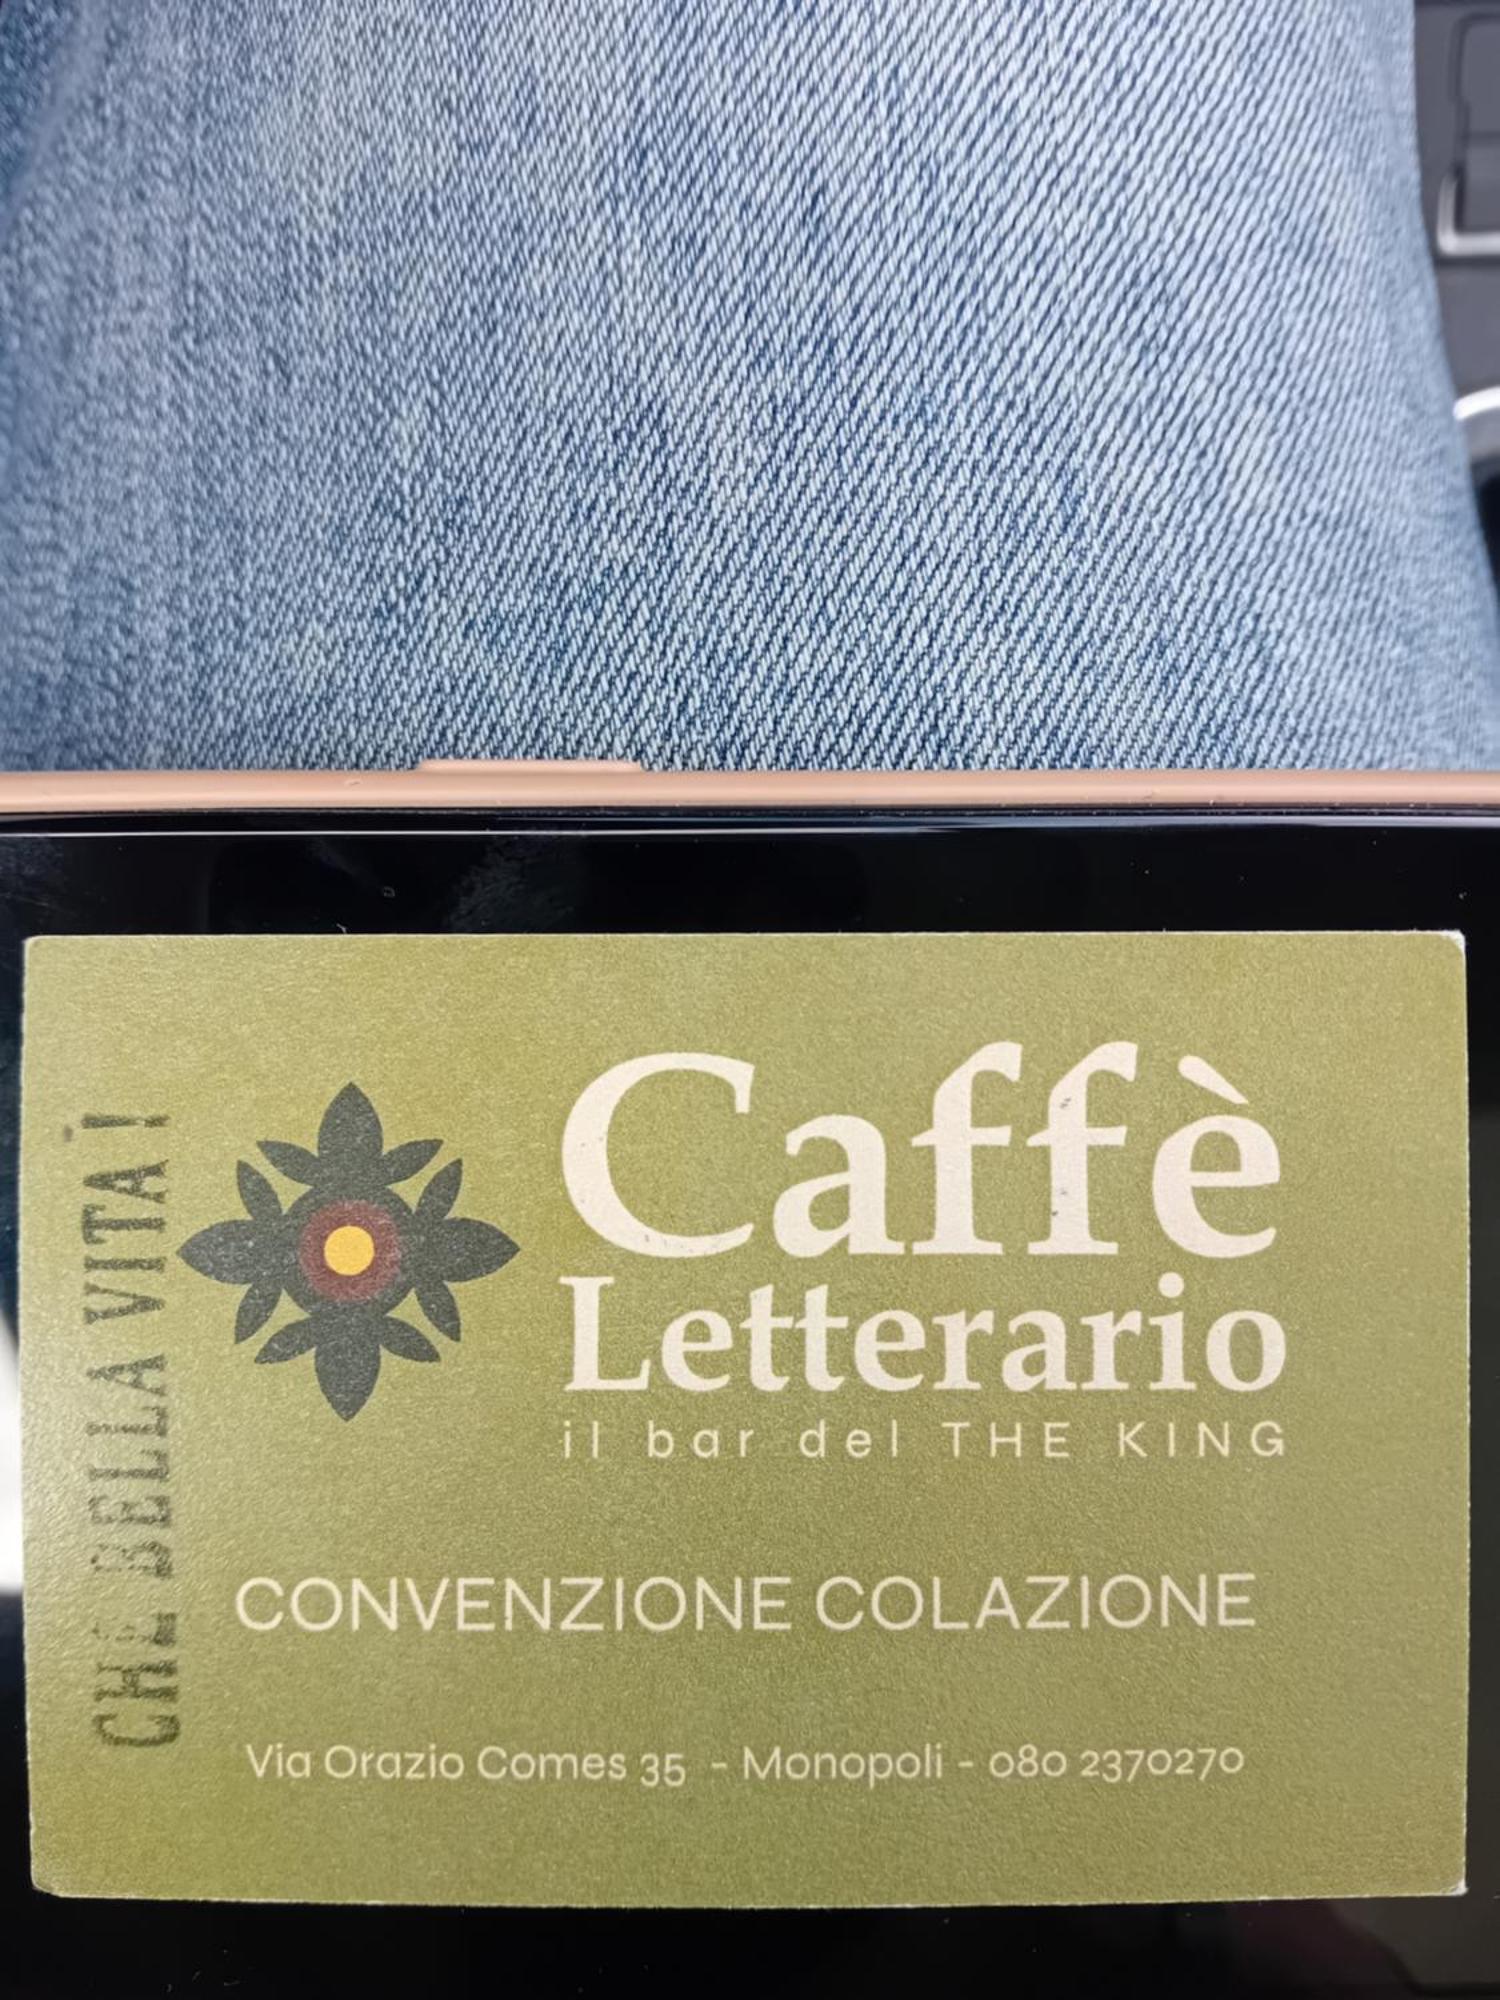 CHE BELLA VITA!
Caffè
Letterario
il bar del THE KING
CONVENZIONE COLAZIONE
Via Orazio Comes 35 - Monopoli - 080 2370270